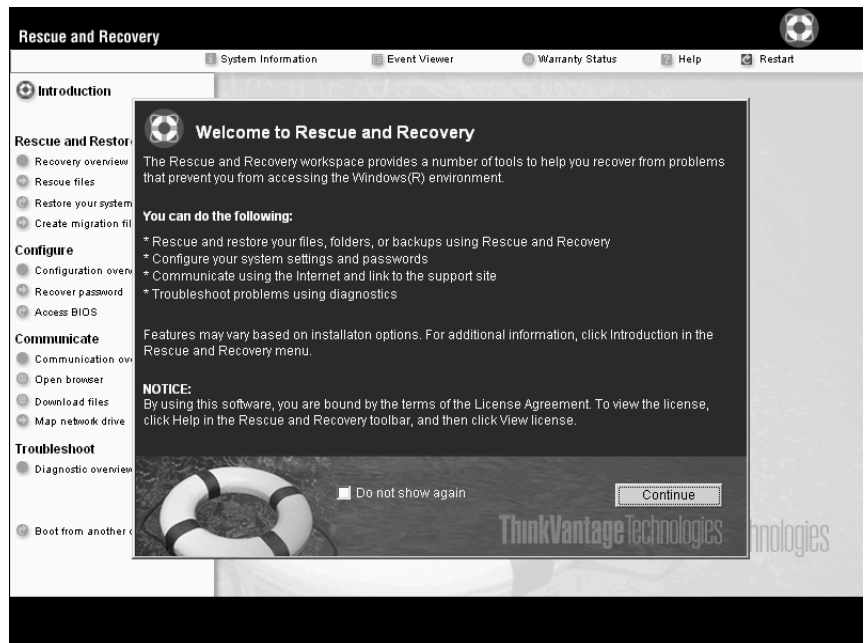 Rescue and Recovery
System Information
Event Viewer
Warranty Status
Help
Restart
Introduction
Rescue and Restor
Recovery overview
Rescue files
Restore your system
Create migration fil
Configure
Configuration overv
Recover password
Access BIOS
Communicate
Communication ov
Open browser
Download files
Map network drive
Troubleshoot
Diagnostic overview
Boot from another
Welcome to Rescue and Recovery
The Rescue and Recovery workspace provides a number of tools to help you recover from problems
that prevent you from accessing the Windows(R) environment.
You can do the following:
* Rescue and restore your files, folders, or backups using Rescue and Recovery
* Configure your system settings and passwords
* Communicate using the Internet and link to the support site
* Troubleshoot problems using diagnostics
Features may vary based on installaton options. For additional information, click Introduction in the
Rescue and Recovery menu.
NOTICE:
By using this software, you are bound by the terms of the License Agreement. To view the license,
click Help in the Rescue and Recovery toolbar, and then click View license.
Do not show again
Continue
ThinkVantage Technologies
hnologies